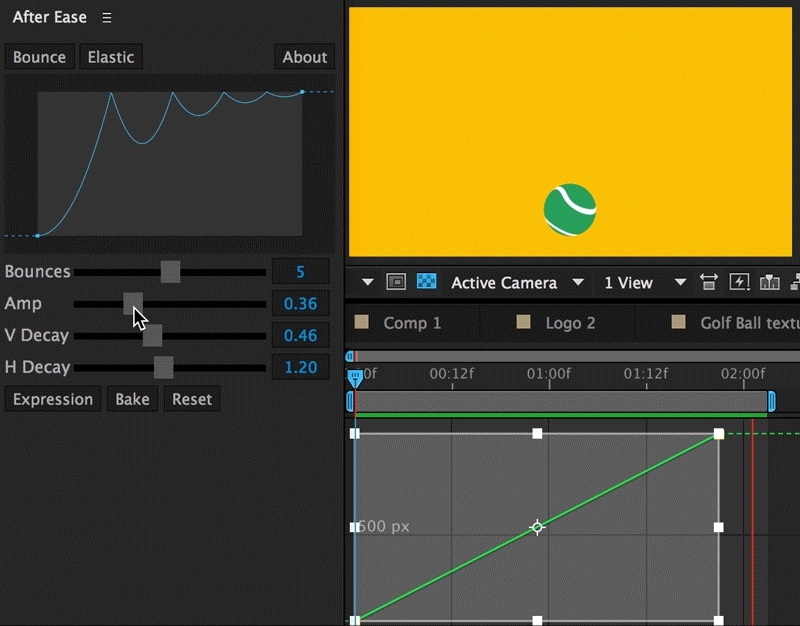 After Ease
Bounce Elastic About
Bounces 5
Amp 0.36
V Decay 0.46
H Decay 1.20
Expression Bake Reset
Active Camera 1 View
Comp 1 Logo 2 Golf Ball textu
0f 00:12f 01:00f 01:12f 02:00f
500 px